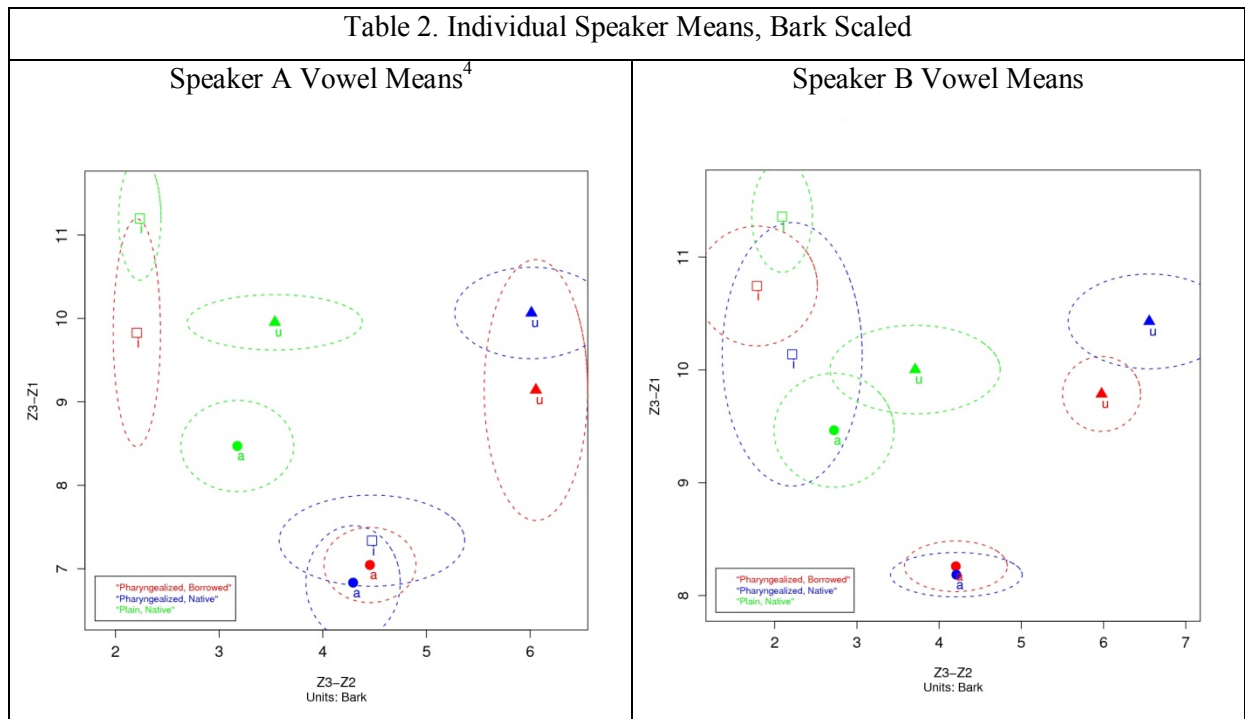 Table 2. Individual Speaker Means, Bark Scaled
Speaker A Vowel Means4
Speaker B Vowel Means
i
i
u
u
u
a
i
a
a
"Pharyngealized, Borrowed"
"Pharyngealized, Native"
"Plain, Native"
Z3−Z1
11
10
9
8
7
2 3 4 5 6
Z3−Z2
Units: Bark
i
i
i
u
u
u
a
a
a
"Pharyngealized, Borrowed"
"Pharyngealized, Native"
"Plain, Native"
Z3−Z1
11
10
9
8
2 3 4 5 6 7
Z3−Z2
Units: Bark